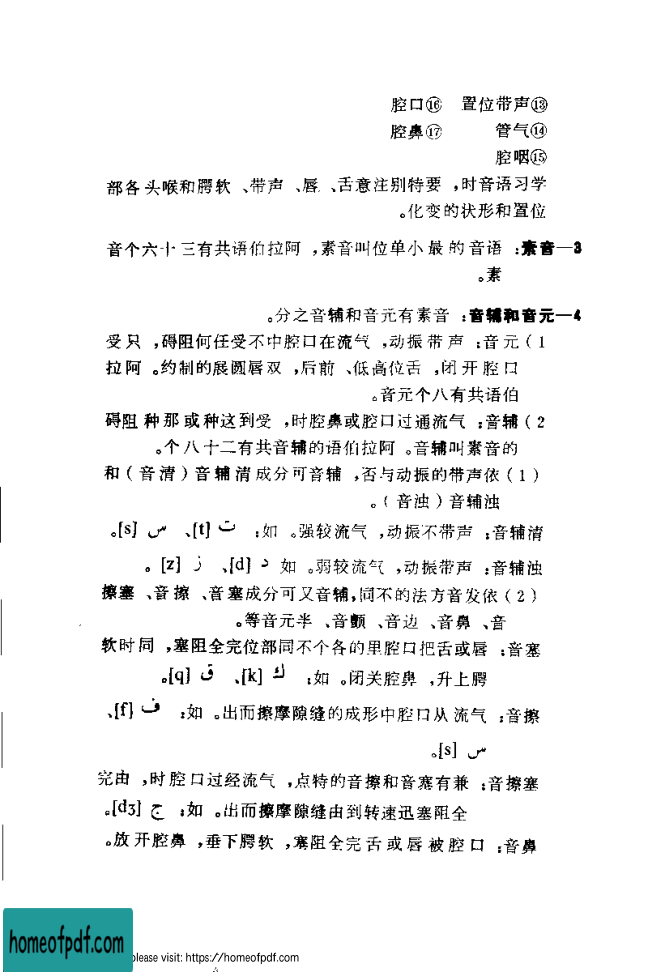 ⑬声带位置 ⑯口腔
⑭气管 ⑰鼻腔
⑮咽腔
学习语音时,要特别注意舌、唇、声带、软腭和喉头各部
位置和形状的变化。
3—音素:语音的最小单位叫音素,阿拉伯语共有三十六个音
素。
4—元音和辅音:音素有元音和辅音之分。
1)元音:声带振动,气流在口腔中不受任何阻碍,只受
口腔开闭,舌位高低、前后,双唇圆展的制约。阿拉
伯语共有八个元音。
2)辅音:气流通过口腔或鼻腔时,受到这种或那种阻碍
的音素叫辅音。阿拉伯语的辅音共有二十八个。
(1)依声带的振动与否,辅音可分成清辅音(清音)和
浊辅音(浊音)。
清辅音:声带不振动,气流较强。如: ت [t]、 س [s]。
浊辅音:声带振动,气流较弱。如 د [d]、 ز [z]。
(2)依发音方法的不同,辅音又可分成塞音、擦音、塞擦
音、鼻音、边音、颤音、半元音等。
塞音:唇或舌把口腔里的各个不同部位完全阻塞,同时软
腭上升,鼻腔关闭。如: ك [k]、 ق [q]。
擦音:气流从口腔中形成的缝隙摩擦而出。如: ف [f]、
س [s]。
塞擦音:兼有塞音和擦音的特点,气流经过口腔时,由完
全阻塞迅速转到由缝隙摩擦而出。如: ج [dʒ]。
鼻音:口腔被唇或舌完全阻塞,软腭下垂,鼻腔开放。
homeofpdf.com
please visit: https://homeofpdf.com